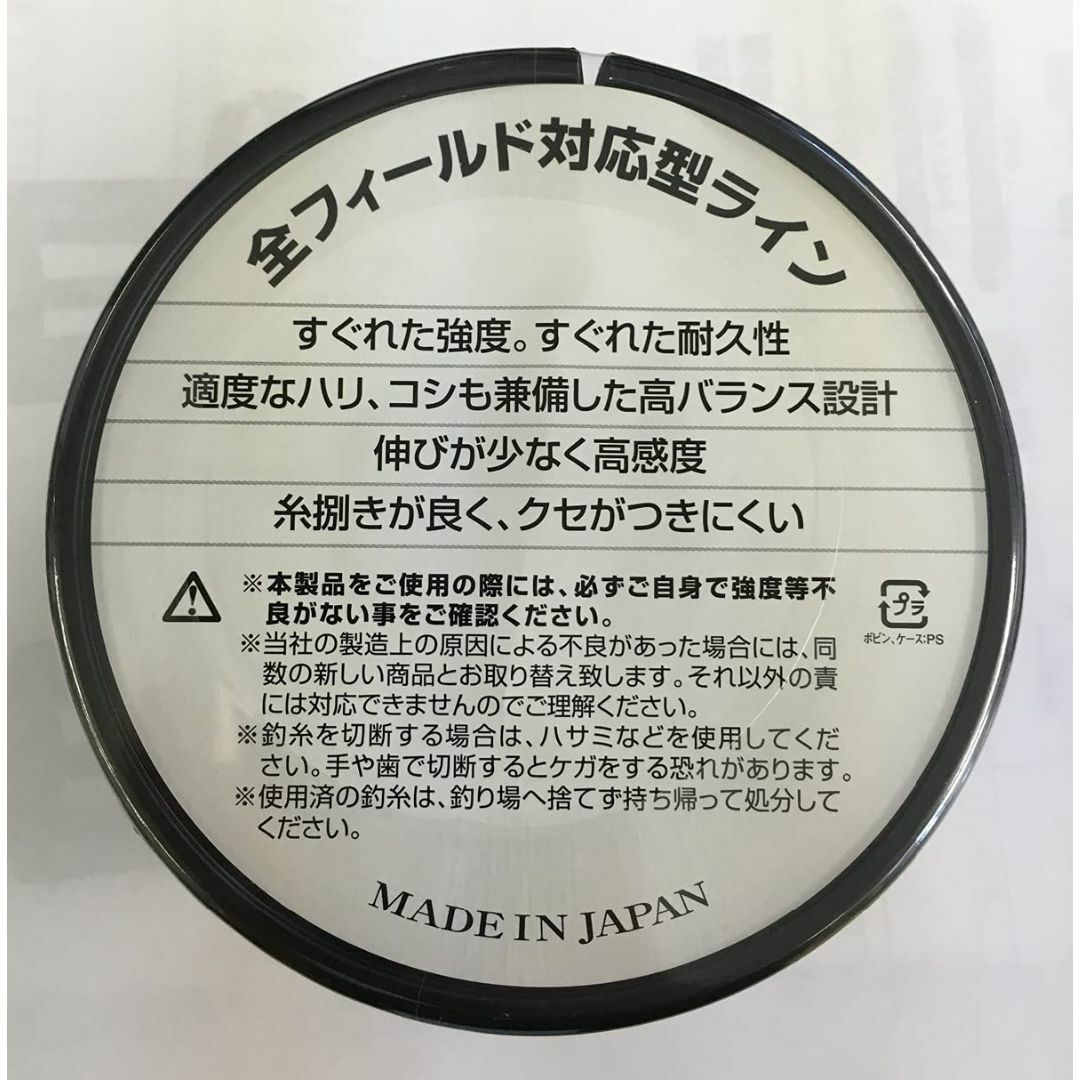 全フィールド対応型ライン
すぐれた強度。すぐれた耐久性
適度なハリ、コシも兼備した高バランス設計
伸びが少なく高感度
糸捌きが良く、クセがつきにくい
※本製品をご使用の際には、必ずご自身で強度等不
良がない事をご確認ください。
※当社の製造上の原因による不良があった場合には、同
数の新しい商品とお取り替え致します。それ以外の責
には対応できませんのでご理解ください。
※釣糸を切断する場合は、ハサミなどを使用してくだ
さい。手や歯で切断するとケガをする恐れがあります。
※使用済の釣糸は、釣り場へ捨てず持ち帰って処分して
ください。
プラ
ボビン、ケース:PS
MADE IN JAPAN